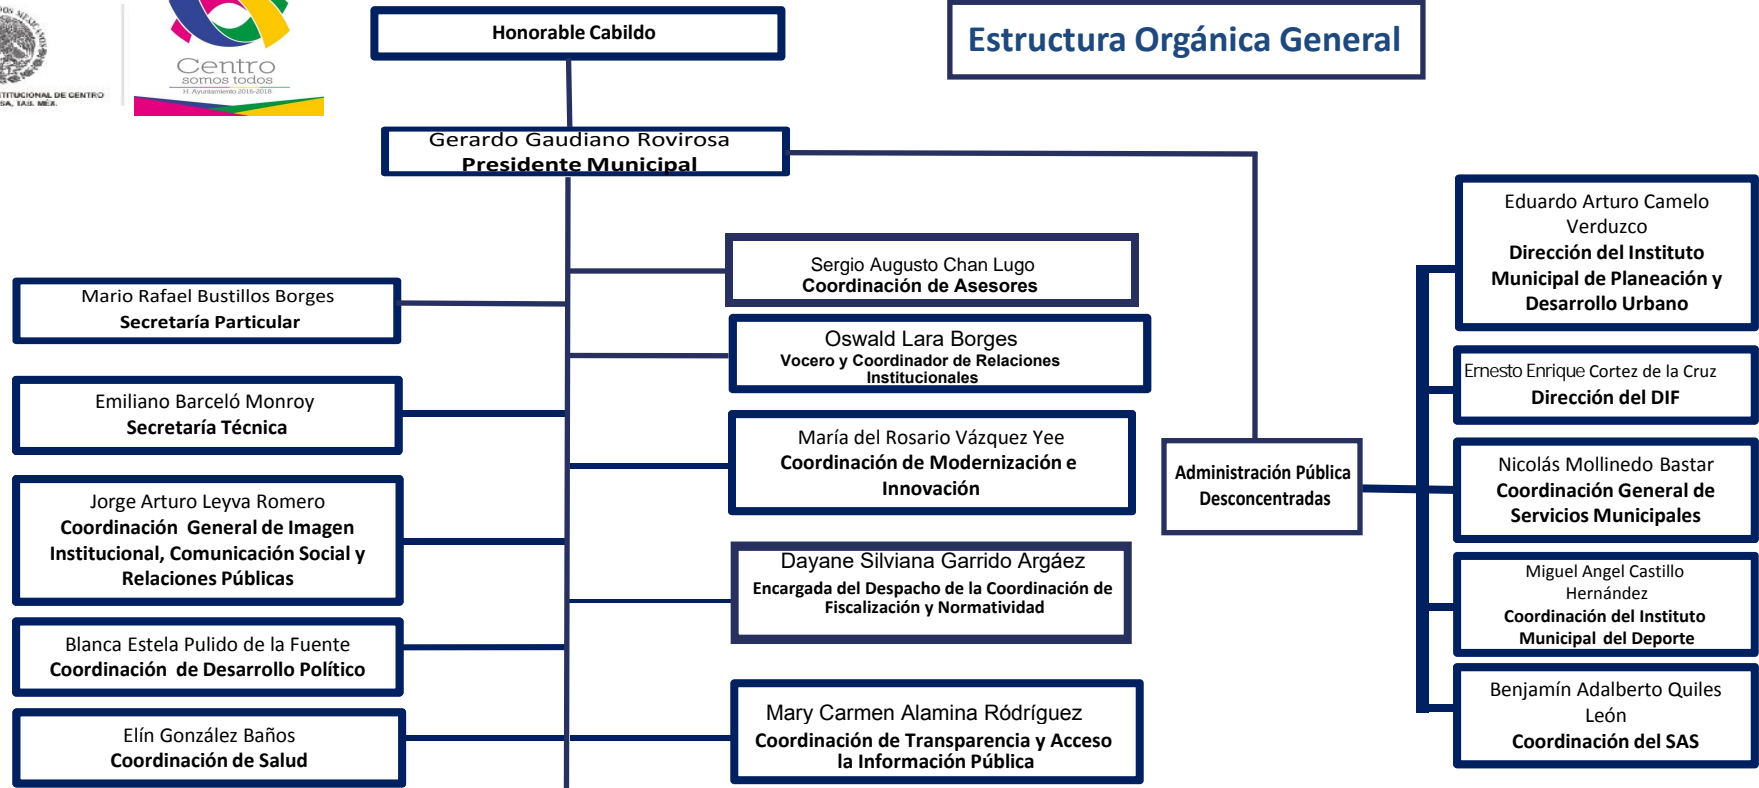 Centro
somos todos
H. Ayuntamiento 2016-2018
Honorable Cabildo
Estructura Orgánica General
Gerardo Gaudiano Rovirosa
Presidente Municipal
Mario Rafael Bustillos Borges
Secretaría Particular
Emiliano Barceló Monroy
Secretaría Técnica
Jorge Arturo Leyva Romero
Coordinación General de Imagen
Institucional, Comunicación Social y
Relaciones Públicas
Blanca Estela Pulido de la Fuente
Coordinación de Desarrollo Político
Elín González Baños
Coordinación de Salud
Sergio Augusto Chan Lugo
Coordinación de Asesores
Oswald Lara Borges
Vocero y Coordinador de Relaciones
Institucionales
María del Rosario Vázquez Yee
Coordinación de Modernización e
Innovación
Dayane Silviana Garrido Argáez
Encargada del Despacho de la Coordinación de
Fiscalización y Normatividad
Mary Carmen Alamina Ródríguez
Coordinación de Transparencia y Acceso
la Información Pública
Administración Pública
Desconcentradas
Eduardo Arturo Camelo
Verduzco
Dirección del Instituto
Municipal de Planeación y
Desarrollo Urbano
Ernesto Enrique Cortez de la Cruz
Dirección del DIF
Nicolás Mollinedo Bastar
Coordinación General de
Servicios Municipales
Miguel Angel Castillo
Hernández
Coordinación del Instituto
Municipal del Deporte
Benjamín Adalberto Quiles
León
Coordinación del SAS